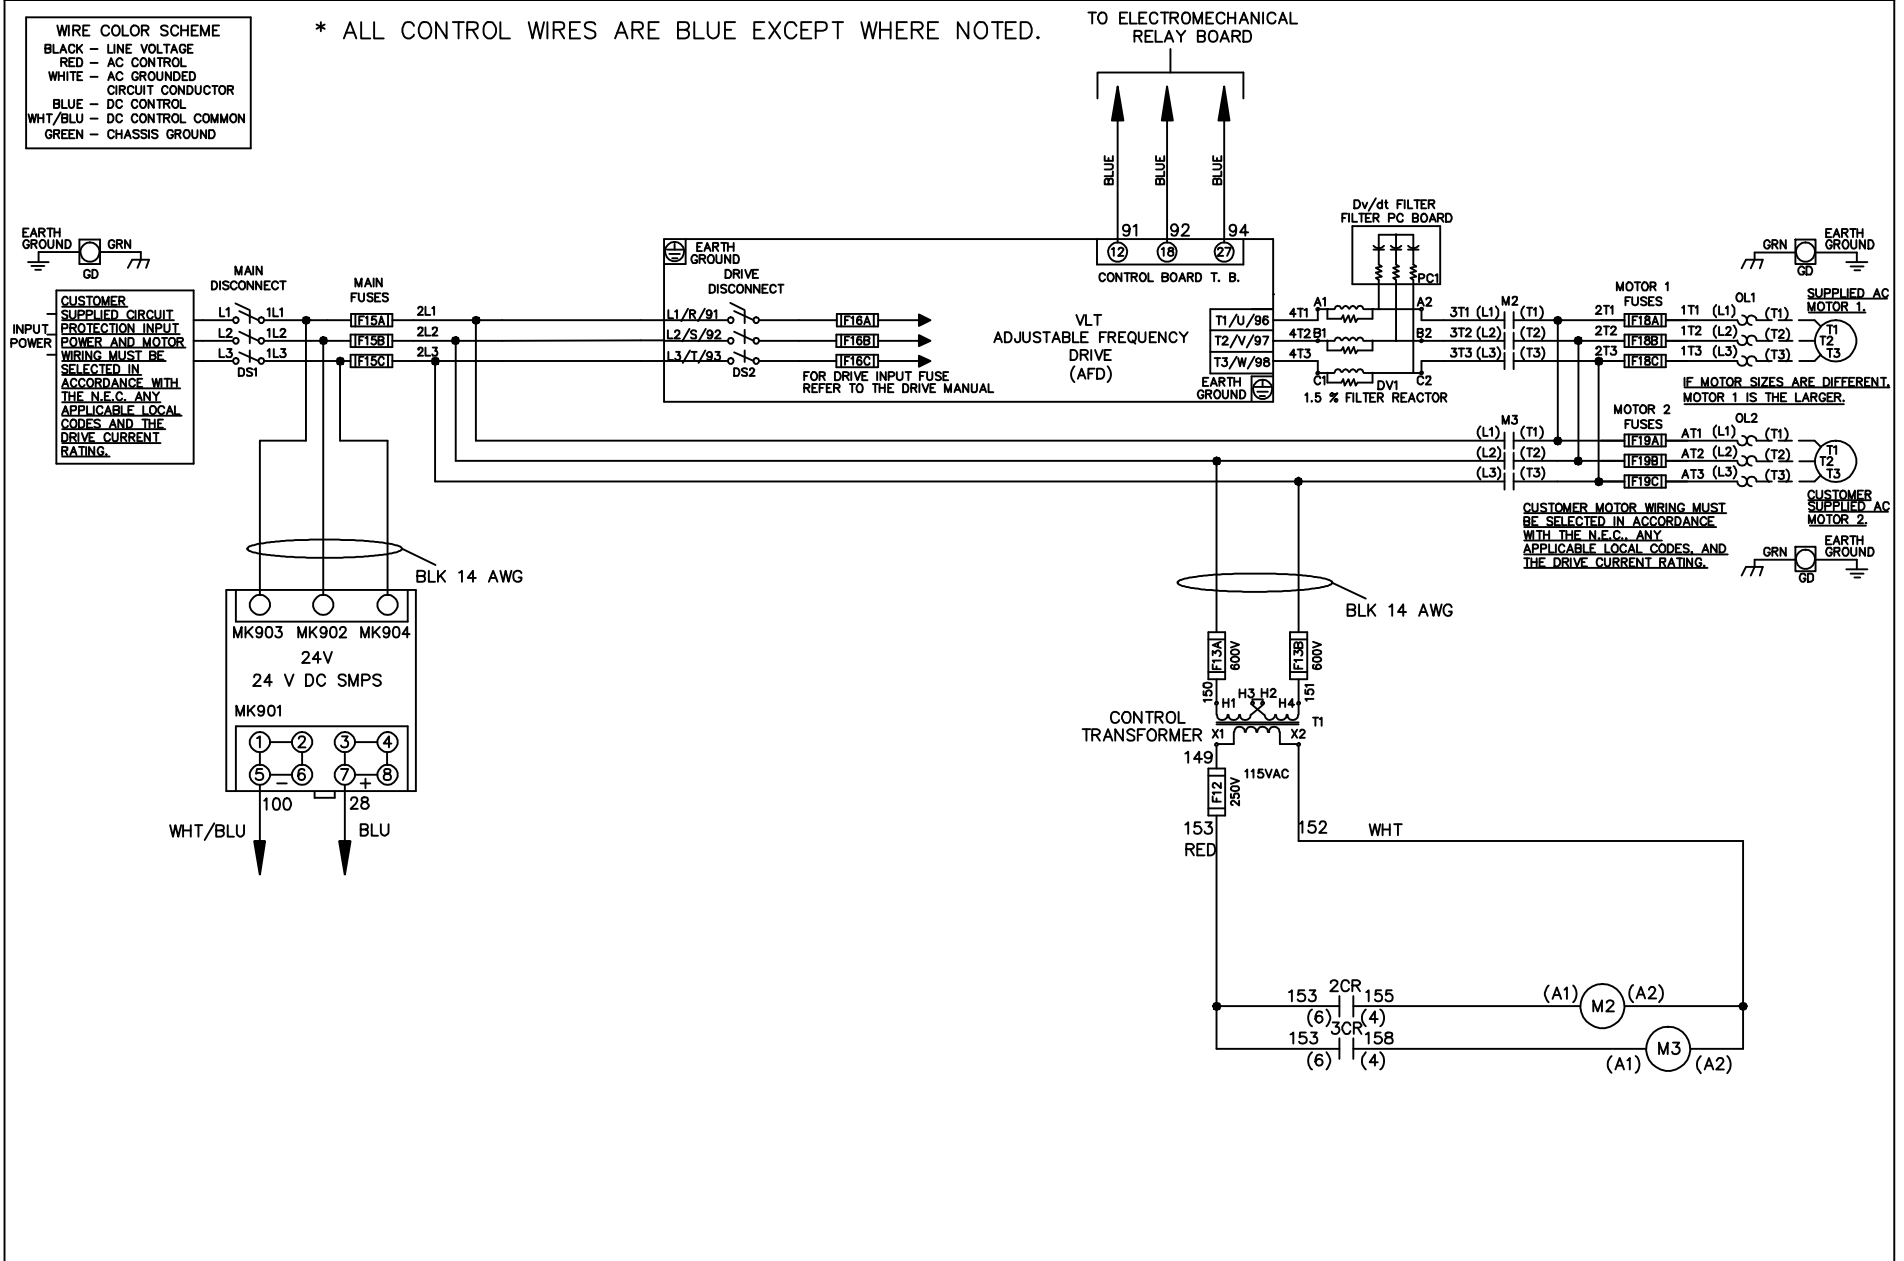 WIRE COLOR SCHEME
BLACK – LINE VOLTAGE
RED – AC CONTROL
WHITE – AC GROUNDED
CIRCUIT CONDUCTOR
BLUE – DC CONTROL
WHT/BLU – DC CONTROL COMMON
GREEN – CHASSIS GROUND
* ALL CONTROL WIRES ARE BLUE EXCEPT WHERE NOTED.
TO ELECTROMECHANICAL
RELAY BOARD
BLUE
BLUE
BLUE
91 92 94
12 18 27
CONTROL BOARD T. B.
EARTH
GROUND
GRN
GD
CUSTOMER
SUPPLIED CIRCUIT
PROTECTION INPUT
POWER AND MOTOR
WIRING MUST BE
SELECTED IN
ACCORDANCE WITH
THE N.E.C. ANY
APPLICABLE LOCAL
CODES AND THE
DRIVE CURRENT
RATING.
INPUT
POWER
MAIN
DISCONNECT
L1 1L1
L2 1L2
L3 1L3
DS1
MAIN
FUSES
F15A
F15B
F15C
2L1
2L2
2L3
EARTH
GROUND
DRIVE
DISCONNECT
L1/R/91
L2/S/92
L3/T/93
DS2
F16A
F16B
F16C
FOR DRIVE INPUT FUSE
REFER TO THE DRIVE MANUAL
VLT
ADJUSTABLE FREQUENCY
DRIVE
(AFD)
T1/U/96
T2/V/97
T3/W/98
EARTH
GROUND
4T1
4T2
4T3
Dv/dt FILTER
FILTER PC BOARD
PC1
A1 A2
B1 B2
C1 C2
DV1
1.5 % FILTER REACTOR
M2
3T1 (L1) (T1)
3T2 (L2) (T2)
3T3 (L3) (T3)
MOTOR 1
FUSES
2T1 F18A 1T1 (L1)
2T2 F18B 1T2 (L2)
2T3 F18C 1T3 (L3)
OL1
(T1)
(T2)
(T3)
GRN
GD
EARTH
GROUND
SUPPLIED AC
MOTOR 1.
T1
T2
T3
IF MOTOR SIZES ARE DIFFERENT,
MOTOR 1 IS THE LARGER.
M3
(L1) (T1)
(L2) (T2)
(L3) (T3)
MOTOR 2
FUSES
F19A AT1 (L1)
F19B AT2 (L2)
F19C AT3 (L3)
OL2
(T1)
(T2)
(T3)
T1
T2
T3
CUSTOMER
SUPPLIED AC
MOTOR 2.
CUSTOMER MOTOR WIRING MUST
BE SELECTED IN ACCORDANCE
WITH THE N.E.C., ANY
APPLICABLE LOCAL CODES, AND
THE DRIVE CURRENT RATING.
GRN
GD
EARTH
GROUND
BLK 14 AWG
MK903 MK902 MK904
24V
24 V DC SMPS
MK901
1 2 3 4
5 – 6 7 + 8
100 28
WHT/BLU BLU
BLK 14 AWG
F13A
600V
F13B
600V
150
151
H1 H3 H2 H4
T1
CONTROL
TRANSFORMER
X1 X2
149
115VAC
F12
250V
153
RED
152 WHT
2CR
153 155
(6) (4)
(A1) M2 (A2)
3CR
153 158
(6) (4)
(A1) M3 (A2)